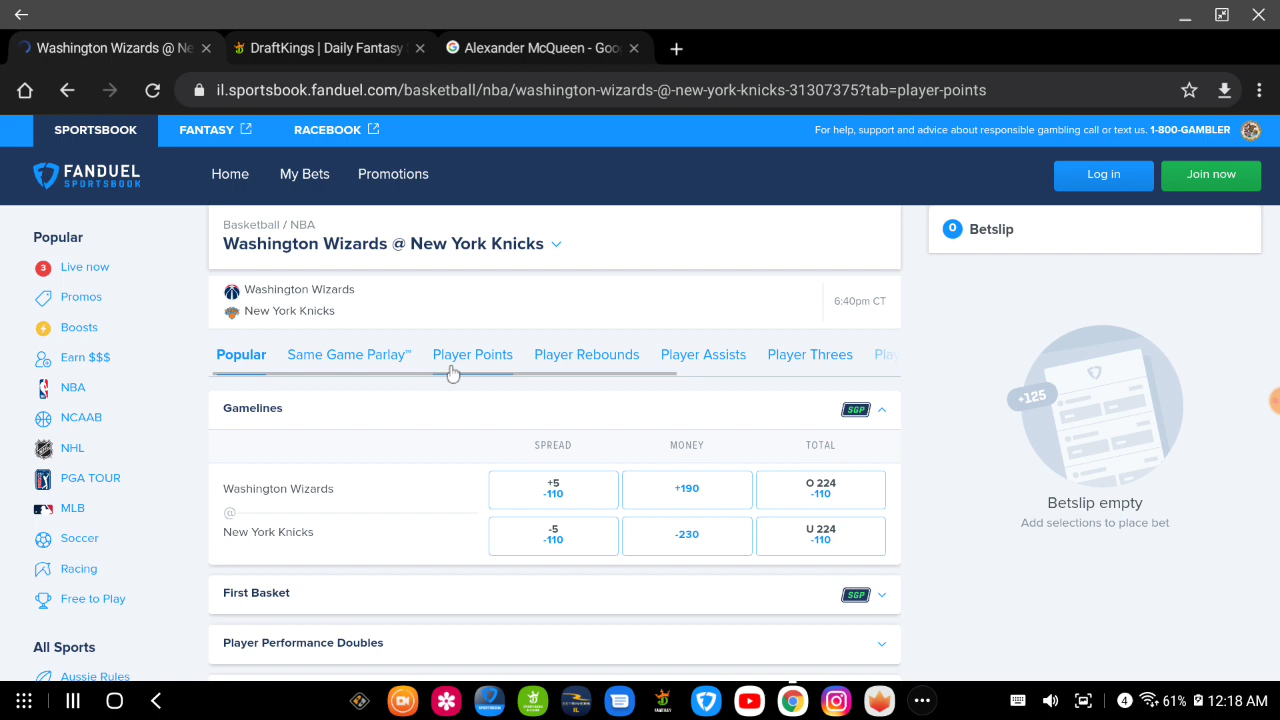 Washington Wizards @ Ne
DraftKings | Daily Fantasy
Alexander McQueen - Goo
il.sportsbook.fanduel.com/basketball/nba/washington-wizards-@-new-york-knicks-31307375?tab=player-points
SPORTSBOOK FANTASY RACEBOOK
For help, support and advice about responsible gambling call or text us. 1-800-GAMBLER
FANDUEL
SPORTSBOOK
Home My Bets Promotions
Log in Join now
Popular
3 Live now
Promos
Boosts
Earn $$$
NBA
NCAAB
NHL
PGA TOUR
MLB
Soccer
Racing
Free to Play
All Sports
Aussie Rules
Basketball / NBA
Washington Wizards @ New York Knicks
Washington Wizards
New York Knicks
6:40pm CT
Popular Same Game Parlay™ Player Points Player Rebounds Player Assists Player Threes Play
Gamelines SGP
SPREAD MONEY TOTAL
Washington Wizards
+5
-110
+190
O 224
-110
@
New York Knicks
-5
-110
-230
U 224
-110
First Basket SGP
Player Performance Doubles
0 Betslip
+125
Betslip empty
Add selections to place bet
4 61% 12:18 AM